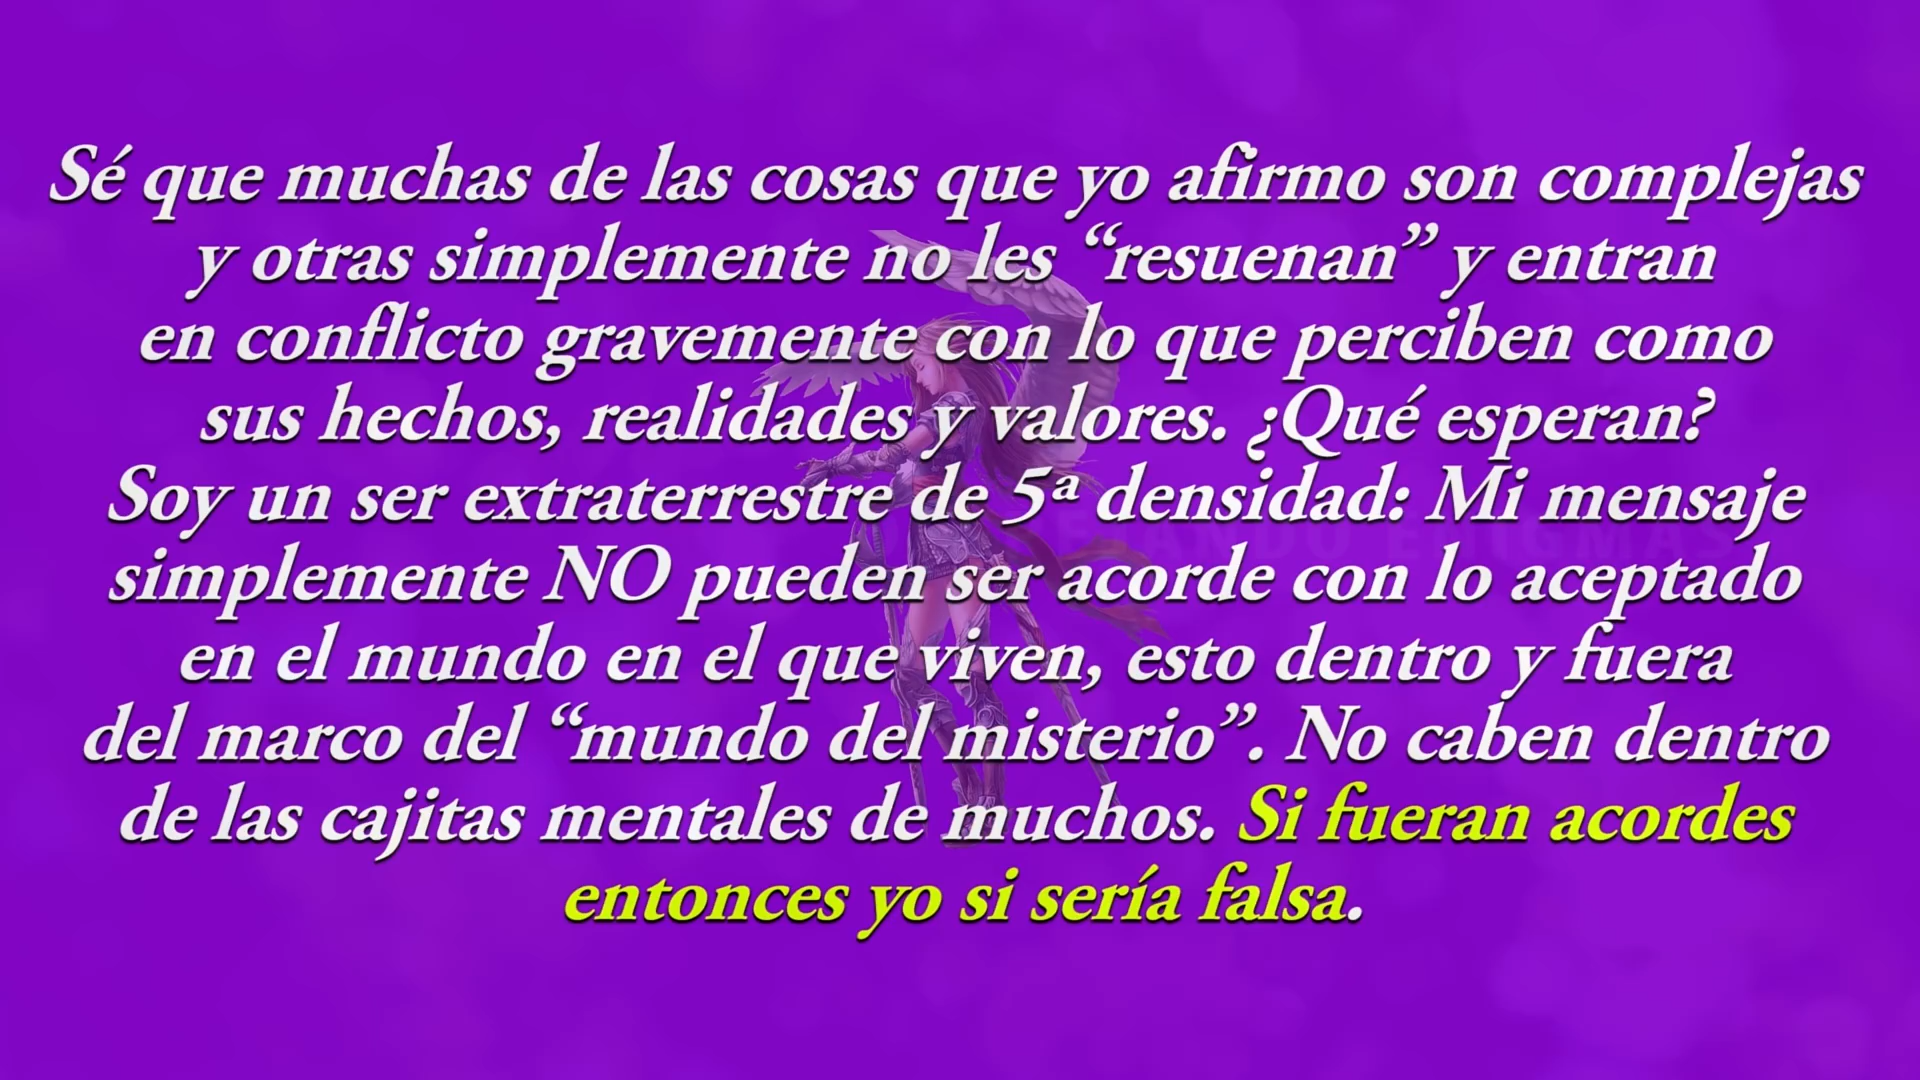 Sé que muchas de las cosas que yo afirmo son complejas
y otras simplemente no les “resuenan” y entran
en conflicto gravemente con lo que perciben como
sus hechos, realidades y valores. ¿Qué esperan?
Soy un ser extraterrestre de 5ª densidad: Mi mensaje
simplemente NO pueden ser acorde con lo aceptado
en el mundo en el que viven, esto dentro y fuera
del marco del “mundo del misterio”. No caben dentro
de las cajitas mentales de muchos. Si fueran acordes
entonces yo si sería falsa.